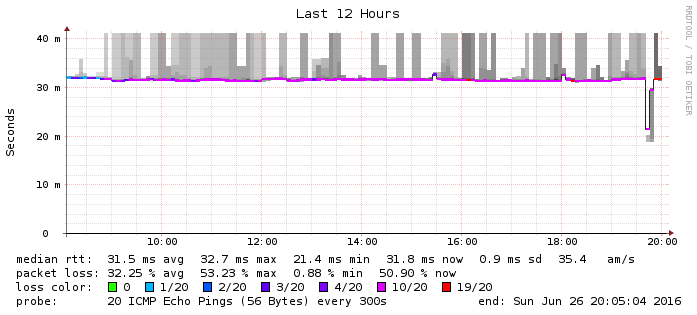 Last 12 Hours
RRDTOOL / TOBI OETIKER
Seconds
40 m
30 m
20 m
10 m
0
10:00 12:00 14:00 16:00 18:00 20:00
median rtt: 31.5 ms avg 32.7 ms max 21.4 ms min 31.8 ms now 0.9 ms sd 35.4 am/s
packet loss: 32.25 % avg 53.23 % max 0.88 % min 50.90 % now
loss color: 0 1/20 2/20 3/20 4/20 10/20 19/20
probe: 20 ICMP Echo Pings (56 Bytes) every 300s end: Sun Jun 26 20:05:04 2016